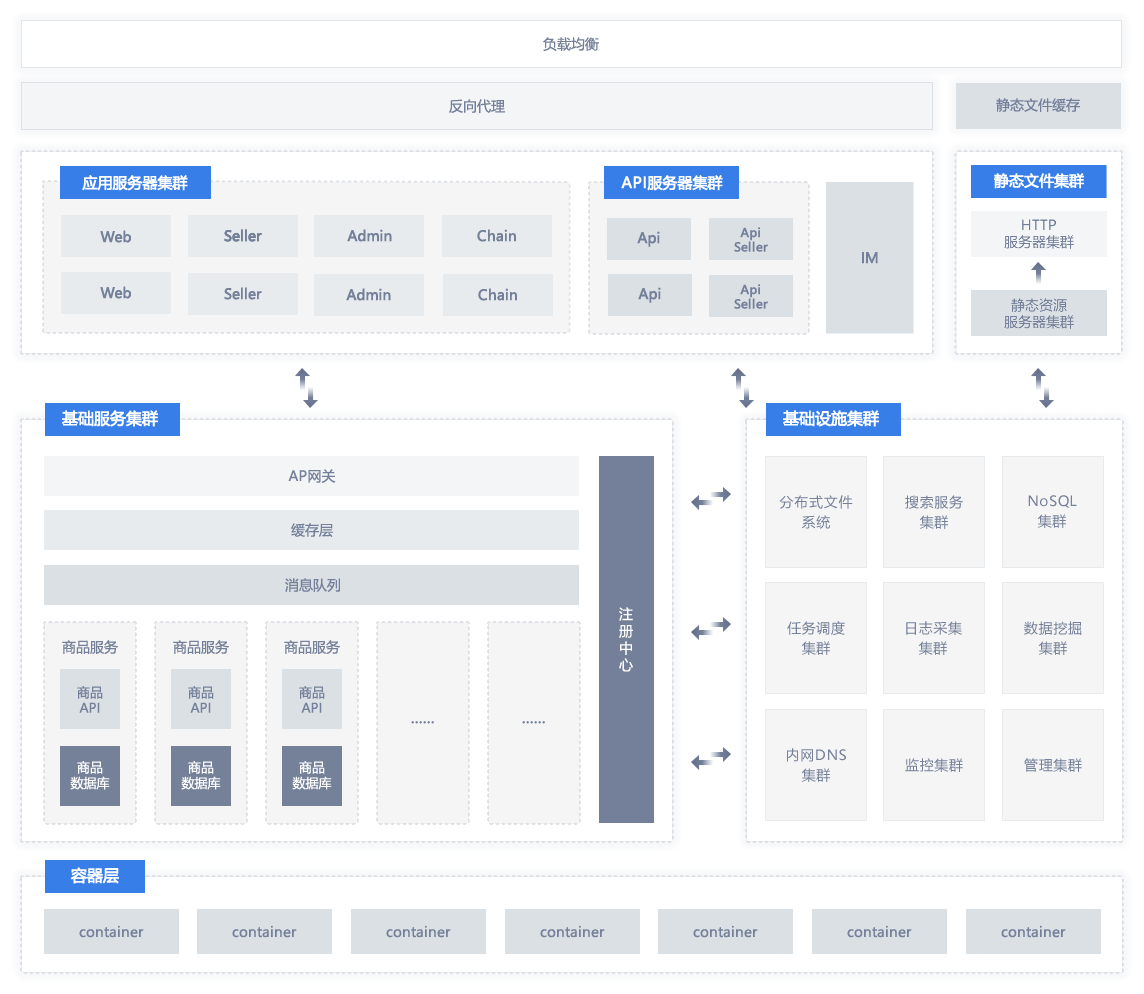 负载均衡
反向代理
静态文件缓存
应用服务器集群
Web
Seller
Admin
Chain
Web
Seller
Admin
Chain
API服务器集群
Api
Api
Seller
Api
Api
Seller
IM
静态文件集群
HTTP
服务器集群
静态资源
服务器集群
基础服务集群
AP网关
缓存层
消息队列
商品服务
商品
API
商品
数据库
商品服务
商品
API
商品
数据库
商品服务
商品
API
商品
数据库
......
......
注
册
中
心
基础设施集群
分布式文件
系统
搜索服务
集群
NoSQL
集群
任务调度
集群
日志采集
集群
数据挖掘
集群
内网DNS
集群
监控集群
管理集群
容器层
container
container
container
container
container
container
container